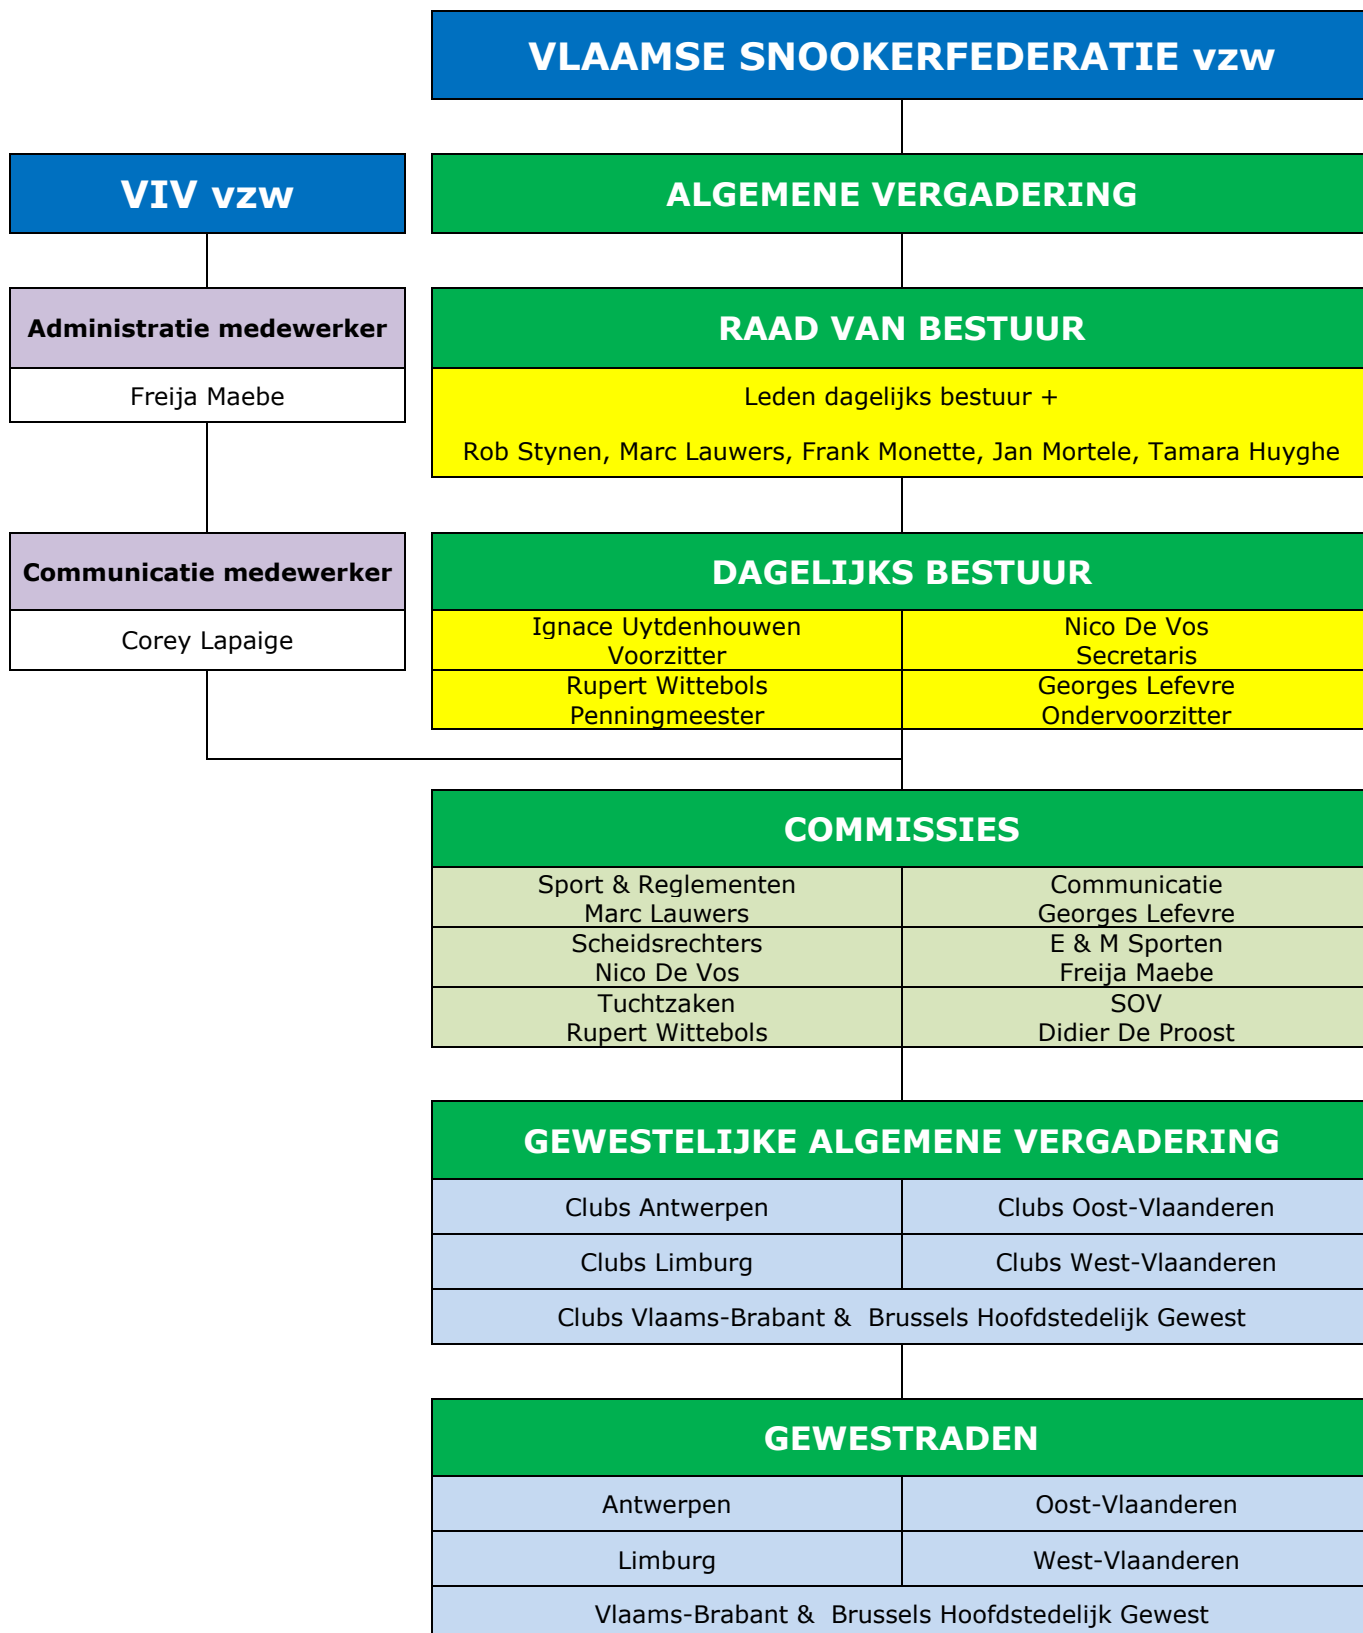 VLAAMSE SNOOKERFEDERATIE vzw
VIV vzw
ALGEMENE VERGADERING
Administratie medewerker
Freija Maebe
RAAD VAN BESTUUR
Leden dagelijks bestuur +
Rob Stynen, Marc Lauwers, Frank Monette, Jan Mortele, Tamara Huyghe
Communicatie medewerker
Corey Lapaige
DAGELIJKS BESTUUR
Ignace Uytdenhouwen
Voorzitter
Nico De Vos
Secretaris
Rupert Wittebols
Penningmeester
Georges Lefevre
Ondervoorzitter
COMMISSIES
Sport & Reglementen
Marc Lauwers
Communicatie
Georges Lefevre
Scheidsrechters
Nico De Vos
E & M Sporten
Freija Maebe
Tuchtzaken
Rupert Wittebols
SOV
Didier De Proost
GEWESTELIJKE ALGEMENE VERGADERING
Clubs Antwerpen
Clubs Oost-Vlaanderen
Clubs Limburg
Clubs West-Vlaanderen
Clubs Vlaams-Brabant &  Brussels Hoofdstedelijk Gewest
GEWESTRADEN
Antwerpen
Oost-Vlaanderen
Limburg
West-Vlaanderen
Vlaams-Brabant &  Brussels Hoofdstedelijk Gewest